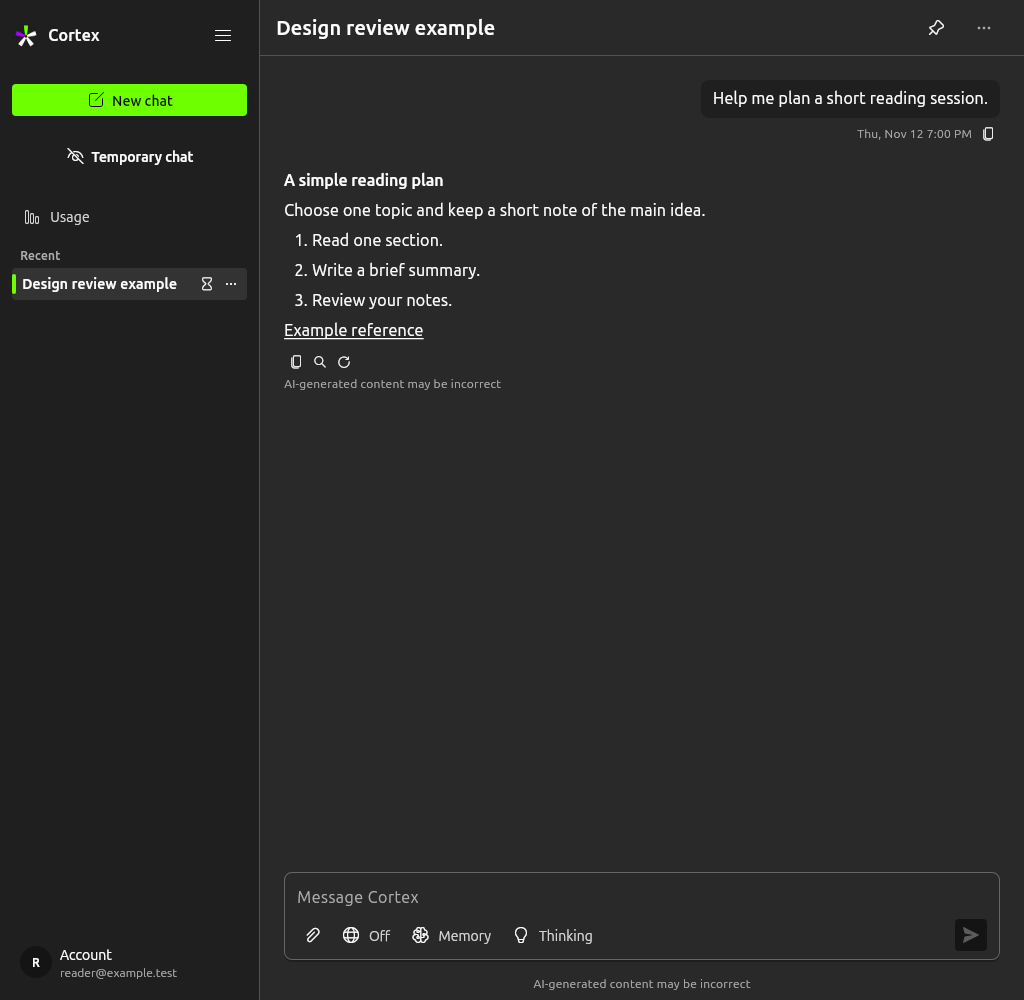 Cortex
New chat
Temporary chat
Usage
Recent
Design review example
R
Account
reader@example.test
Design review example
Help me plan a short reading session.
Thu, Nov 12 7:00 PM
A simple reading plan
Choose one topic and keep a short note of the main idea.
1. Read one section.
2. Write a brief summary.
3. Review your notes.
Example reference
AI-generated content may be incorrect
Message Cortex
Off Memory Thinking
AI-generated content may be incorrect